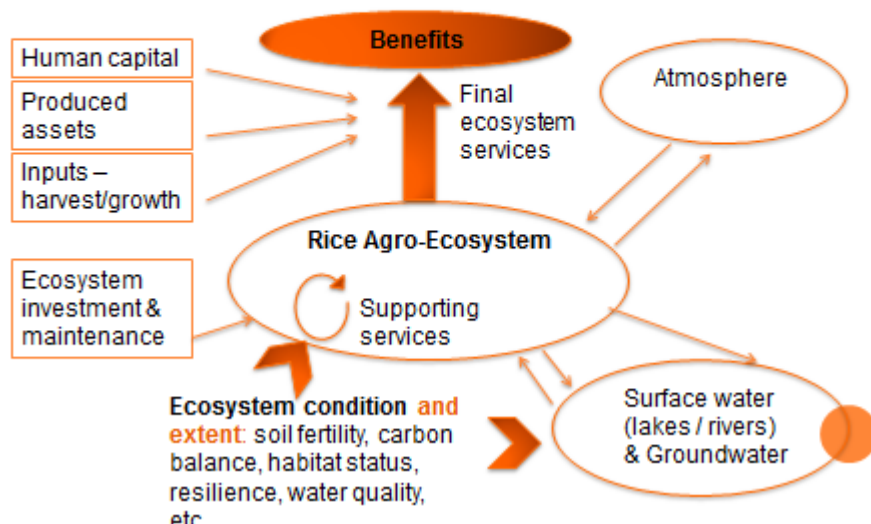 Benefits
Human capital
Produced
assets
Inputs –
harvest/growth
Final
ecosystem
services
Atmosphere
Rice Agro-Ecosystem
Supporting
services
Ecosystem
investment &
maintenance
Ecosystem condition and
extent: soil fertility, carbon
balance, habitat status,
resilience, water quality,
etc
Surface water
(lakes / rivers)
& Groundwater